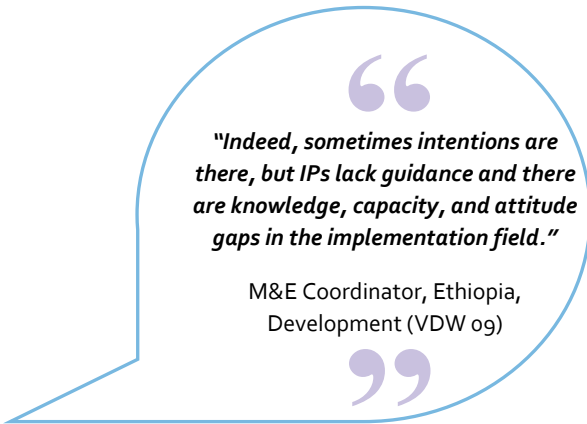 “Indeed, sometimes intentions are
there, but IPs lack guidance and there
are knowledge, capacity, and attitude
gaps in the implementation field.”
M&E Coordinator, Ethiopia,
Development (VDW 09)